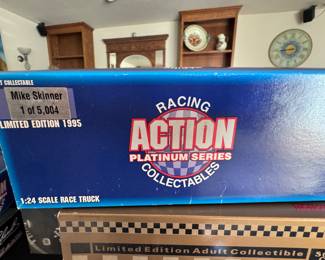 COLLECTABLE
Mike Skinner
1 of 5,004
LIMITED EDITION 1995
RACING
ACTION
PLATINUM SERIES
COLLECTABLES
1:24 SCALE RACE TRUCK
Limited Edition Adult Collectible